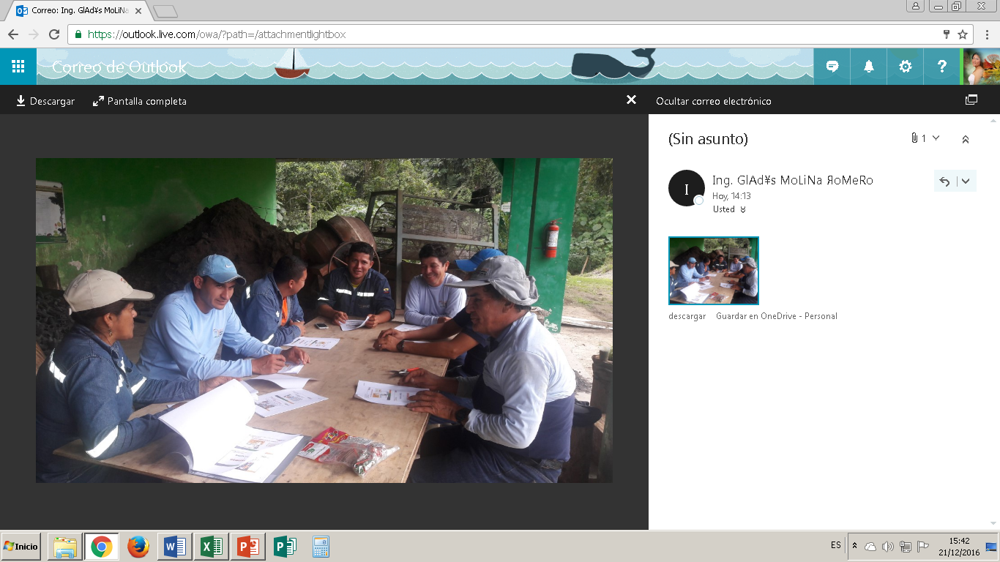 Correo: Ing. GlAd¥s MoLiNa
https://outlook.live.com/owa/?path=/attachmentlightbox
Correo de Outlook
Descargar
Pantalla completa
Ocultar correo electrónico
(Sin asunto)
1
I
Ing. GlAd¥s MoLiNa ЯoMeRo
Hoy, 14:13
Usted
descargar Guardar en OneDrive - Personal
Inicio
ES
15:42
21/12/2016